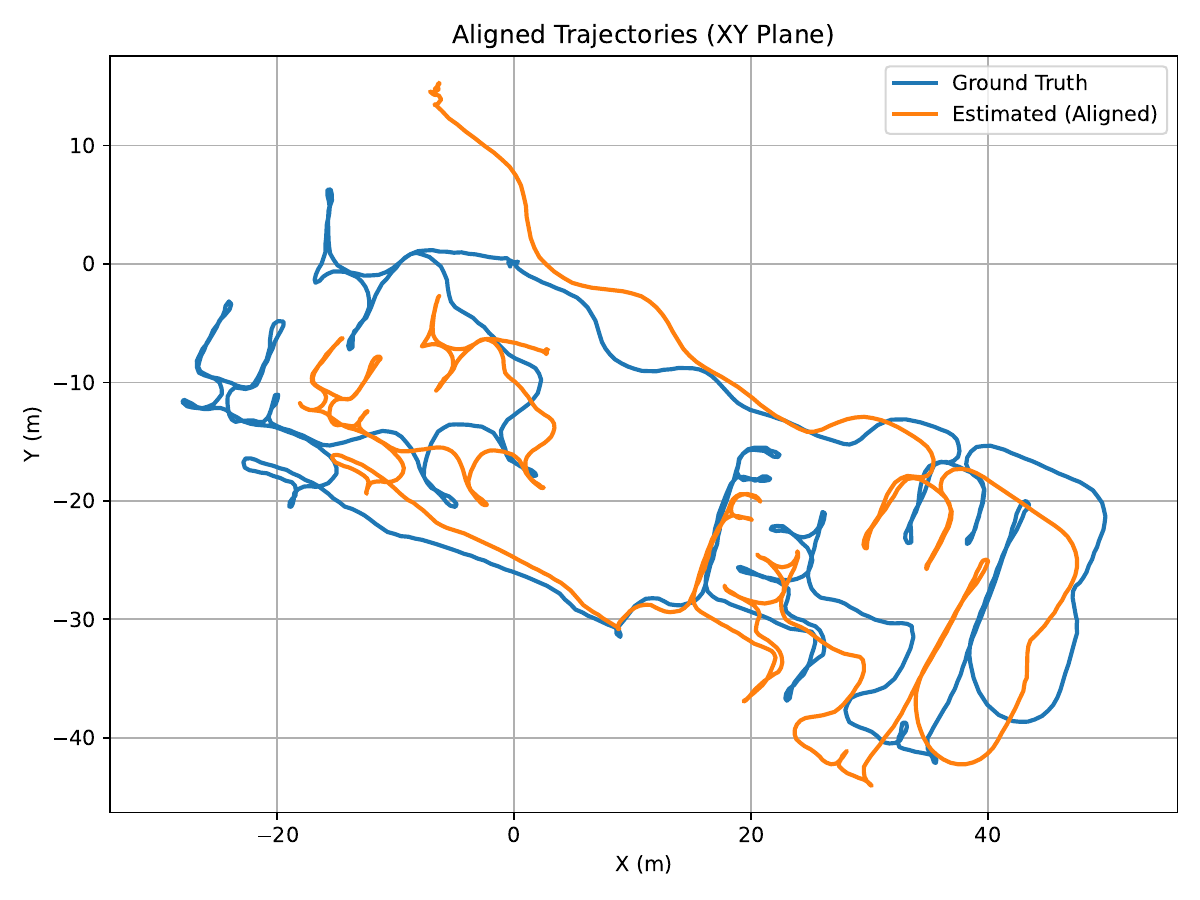 Aligned Trajectories (XY Plane)
Ground Truth
Estimated (Aligned)
10
0
−10
−20
−30
−40
Y (m)
−20
0
20
40
X (m)